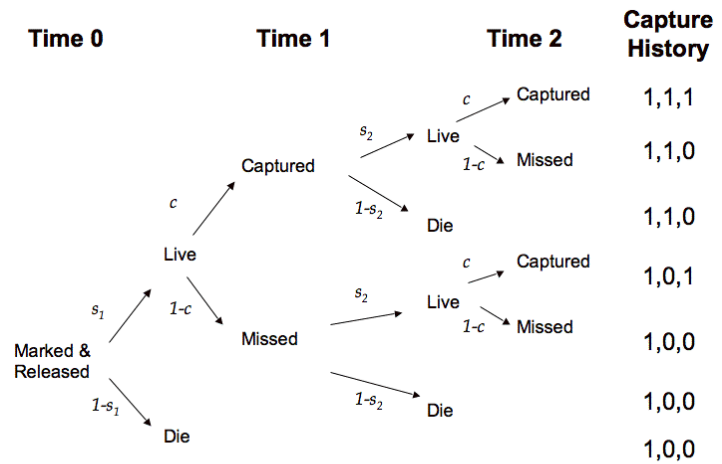 Time 0
Time 1
Time 2
Capture
History
c
Captured
1,1,1
s₂
Live
1-c
Missed
1,1,0
Captured
c
1-s₂
Die
1,1,0
Live
c
Captured
1,0,1
s₁
1-c
s₂
Live
1-c
Missed
1,0,0
Missed
Marked &
Released
1-s₁
1-s₂
Die
1,0,0
Die
1,0,0